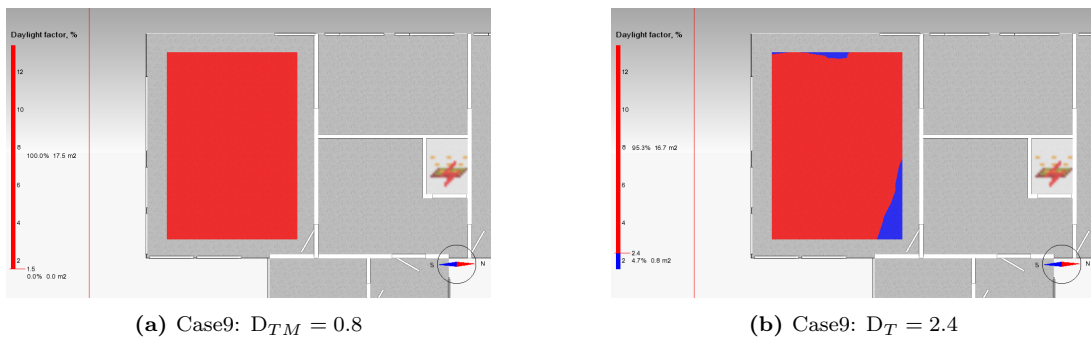 Daylight factor, %
12
10
8
100.0% 17.5 m2
6
4
2
1.5
0.0% 0.0 m2
S
N
(a) Case9: D_{TM} = 0.8
Daylight factor, %
12
10
8
95.3% 16.7 m2
6
4
2.4
2
4.7% 0.8 m2
S
N
(b) Case9: D_T = 2.4